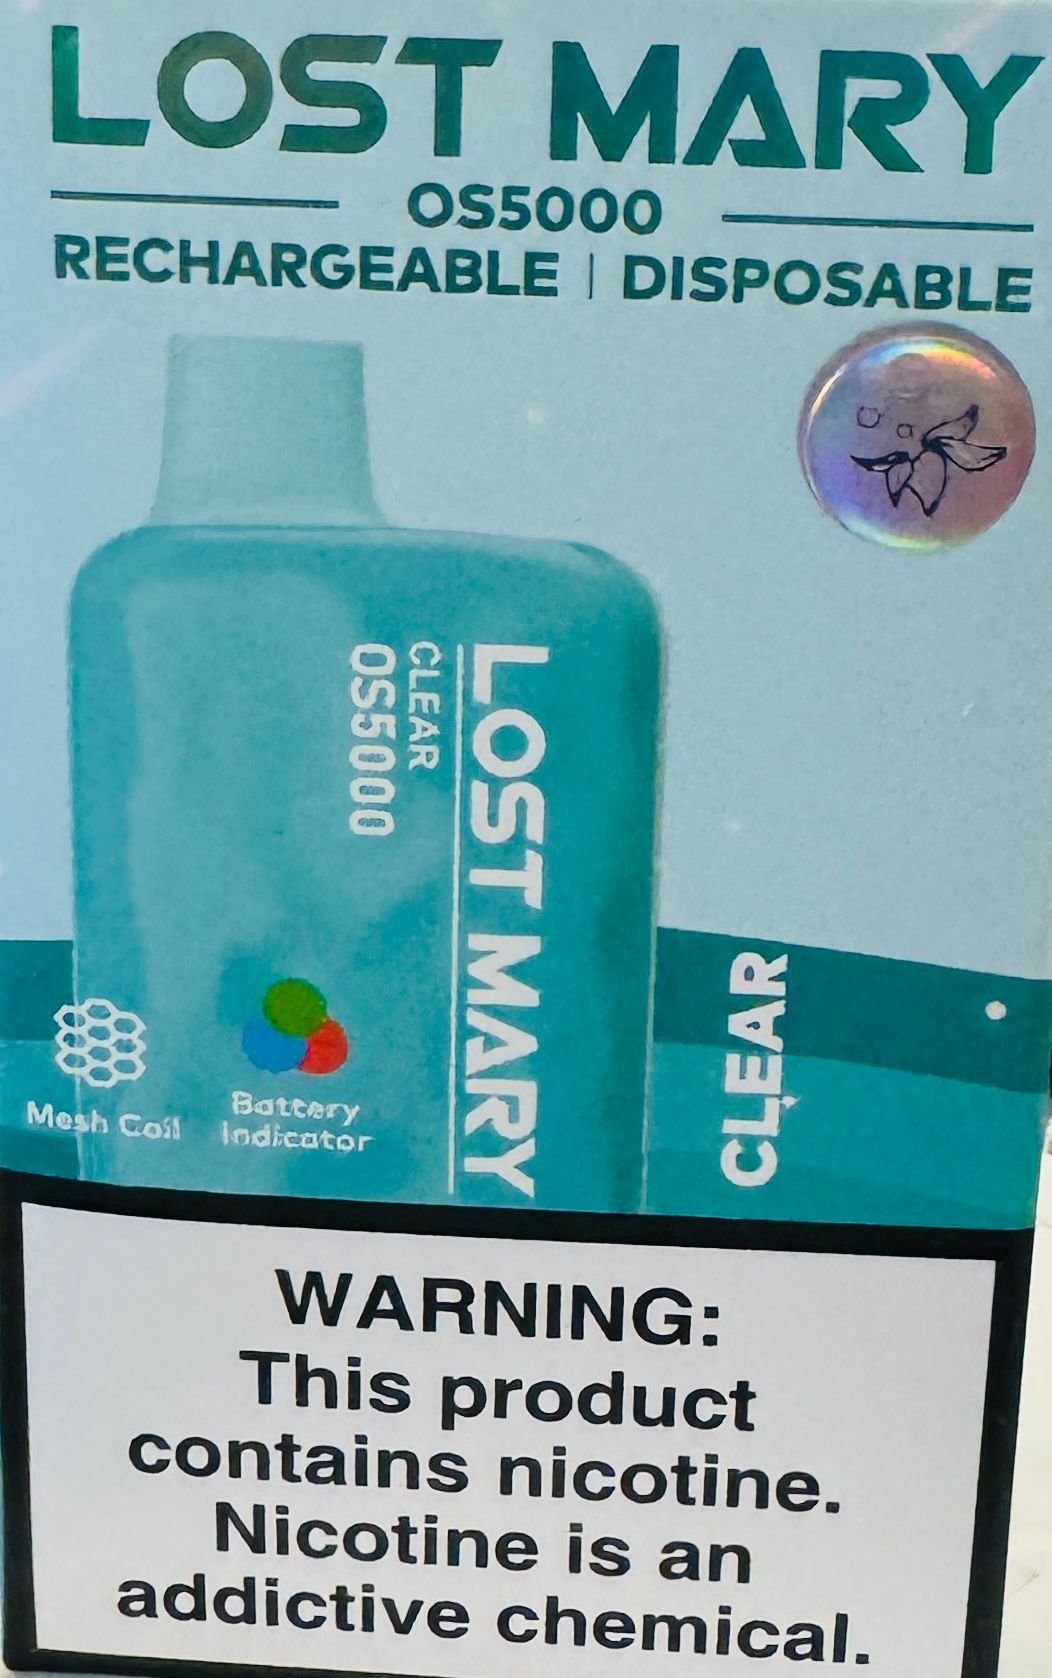 LOST MARY
OS5000
RECHARGEABLE | DISPOSABLE
LOST MARY
CLEAR
OS5000
CLEAR
Mesh Coil
Battery
Indicator
WARNING:
This product
contains nicotine.
Nicotine is an
addictive chemical.